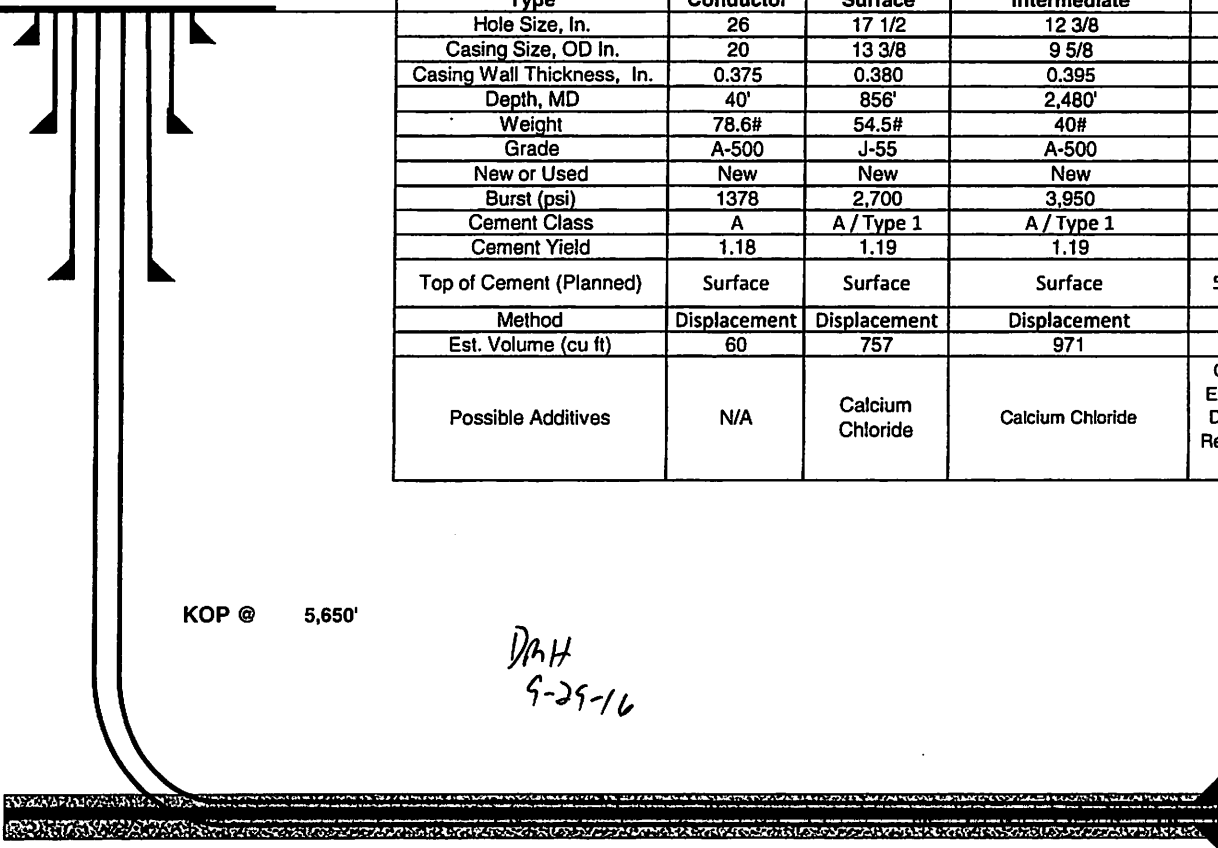 Type Conductor Surface Intermediate
Hole Size, In. 26 17 1/2 12 3/8
Casing Size, OD In. 20 13 3/8 9 5/8
Casing Wall Thickness, In. 0.375 0.380 0.395
Depth, MD 40' 856' 2,480'
Weight 78.6# 54.5# 40#
Grade A-500 J-55 A-500
New or Used New New New
Burst (psi) 1378 2,700 3,950
Cement Class A A / Type 1 A / Type 1
Cement Yield 1.18 1.19 1.19
Top of Cement (Planned) Surface Surface Surface 5
Method Displacement Displacement Displacement
Est. Volume (cu ft) 60 757 971
Possible Additives N/A Calcium Chloride Calcium Chloride
KOP @ 5,650'
DMH
9-29-16